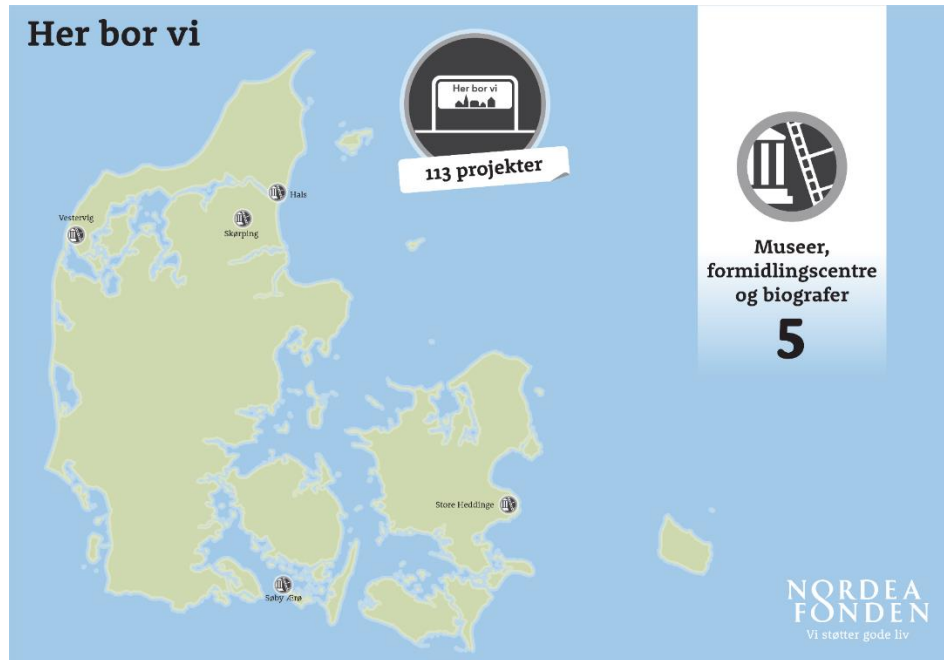 Her bor vi
Her bor vi
113 projekter
Museer,
formidlingscentre
og biografer
5
Hals
Vestervig
Skørping
Store Heddinge
Søby Ærø
NORDEA
FONDEN
Vi støtter gode liv